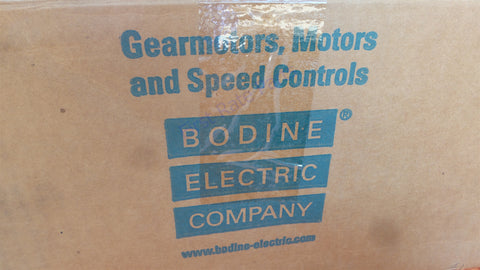 Gearmotors, Motors
and Speed Controls
BODINE®
ELECTRIC
COMPANY
www.bodine-electric.com